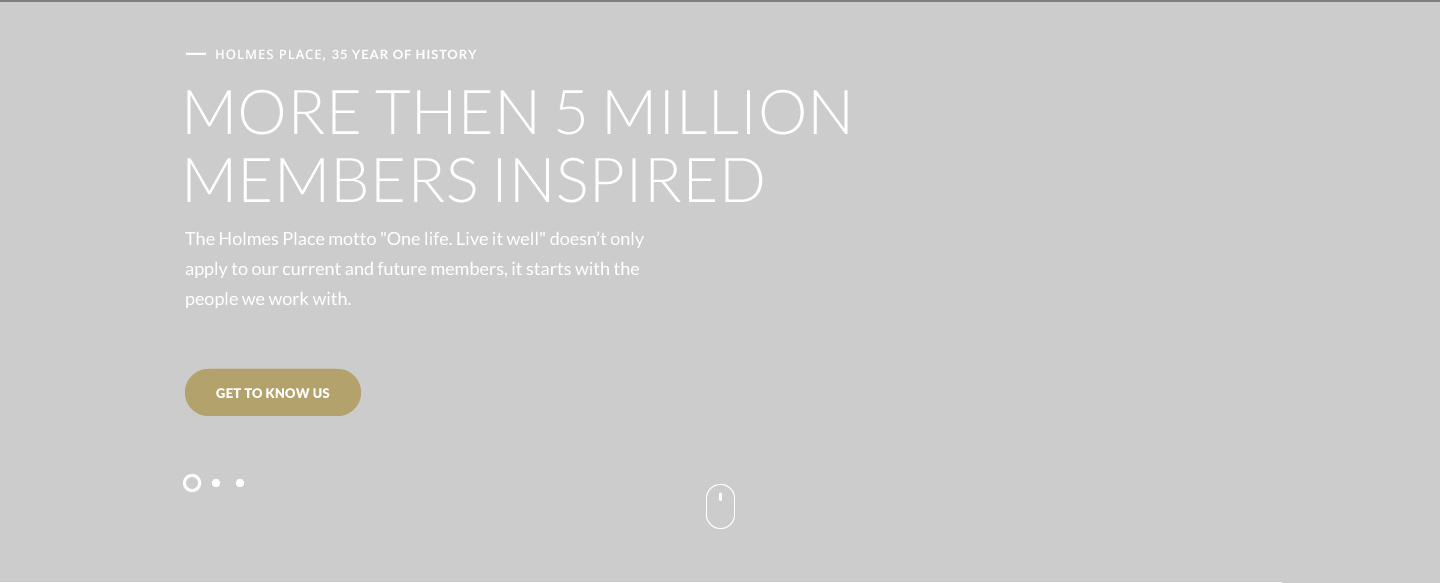 HOLMES PLACE, 35 YEAR OF HISTORY
MORE THEN 5 MILLION
MEMBERS INSPIRED
The Holmes Place motto "One life. Live it well" doesn’t only
apply to our current and future members, it starts with the
people we work with.
GET TO KNOW US